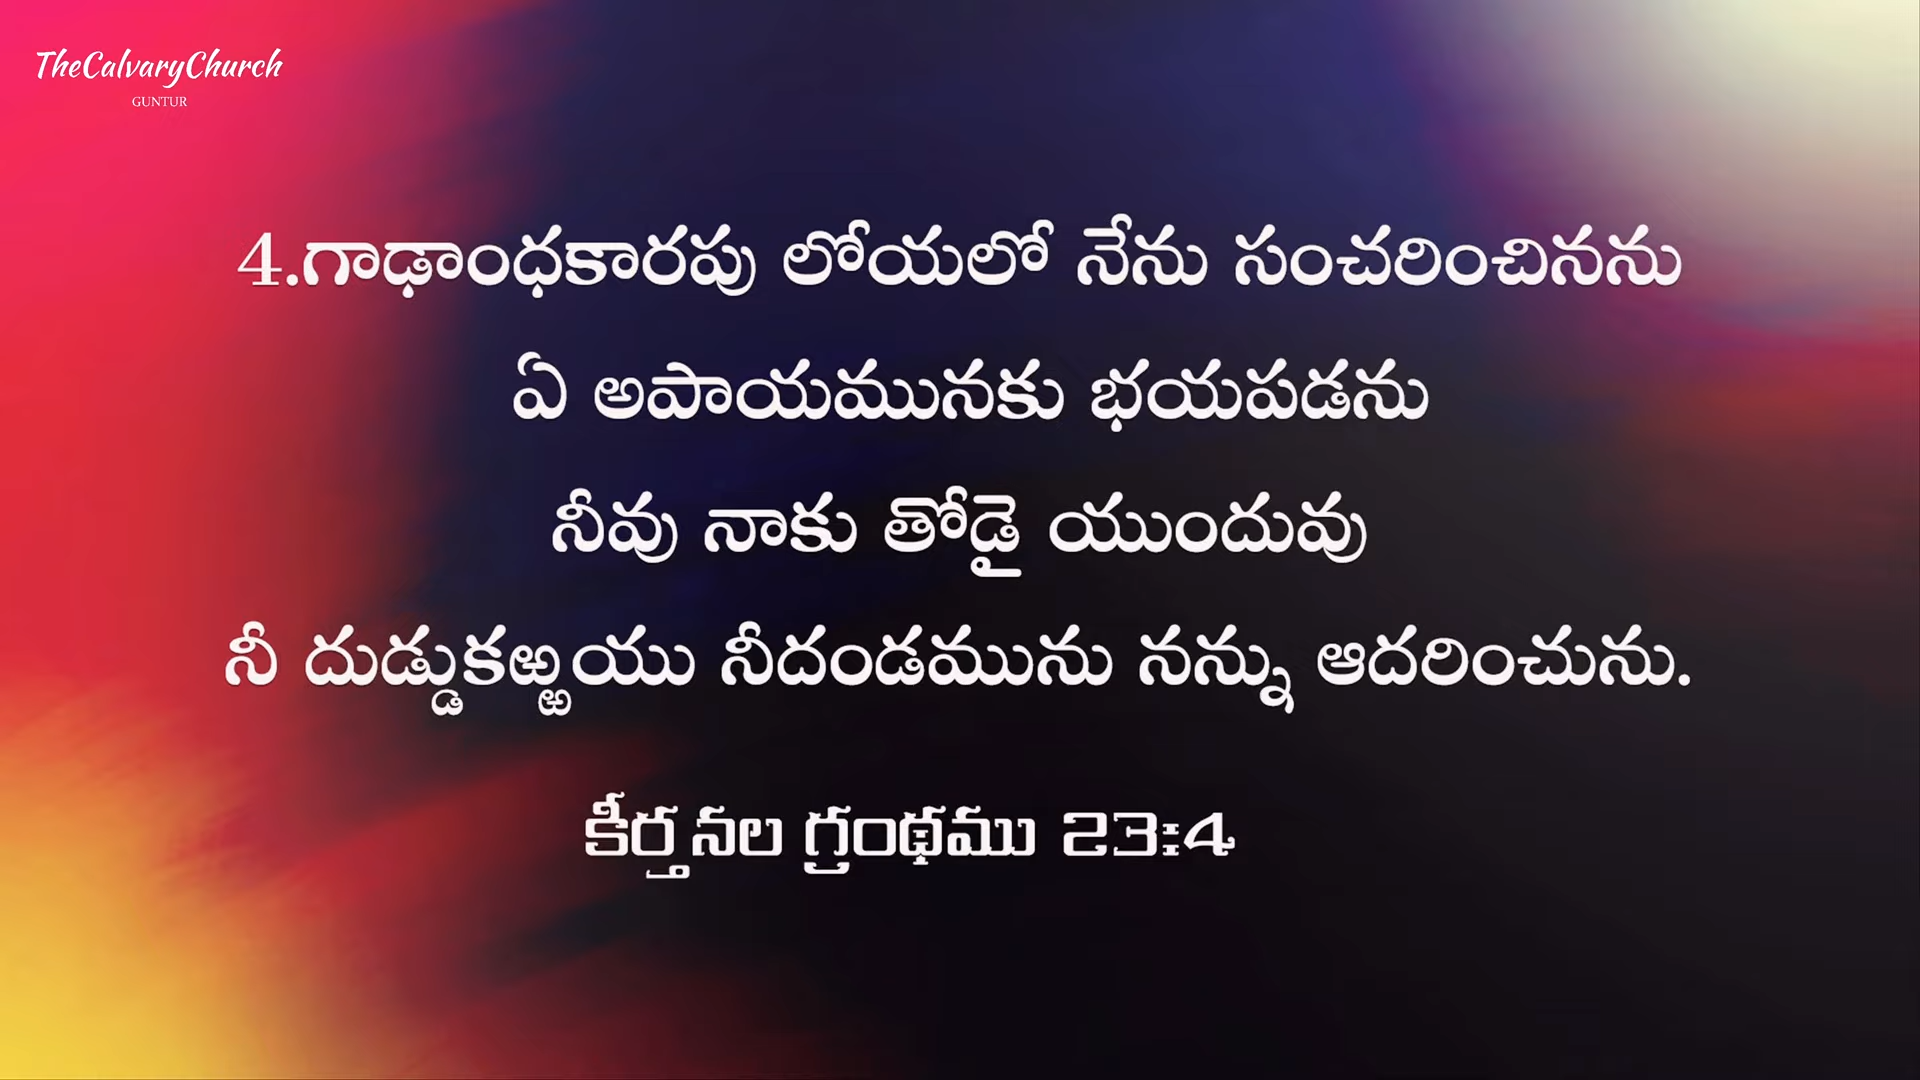 TheCalvaryChurch
GUNTUR
4.గాఢాంధకారపు లోయలో నేను సంచరించినను
ఏ అపాయమునకు భయపడను
నీవు నాకు తోడై యుందువు
నీ దుడ్డుకఱ్ఱయు నీదండమును నన్ను ఆదరించును.
కీర్తనల గ్రంథము 23:4